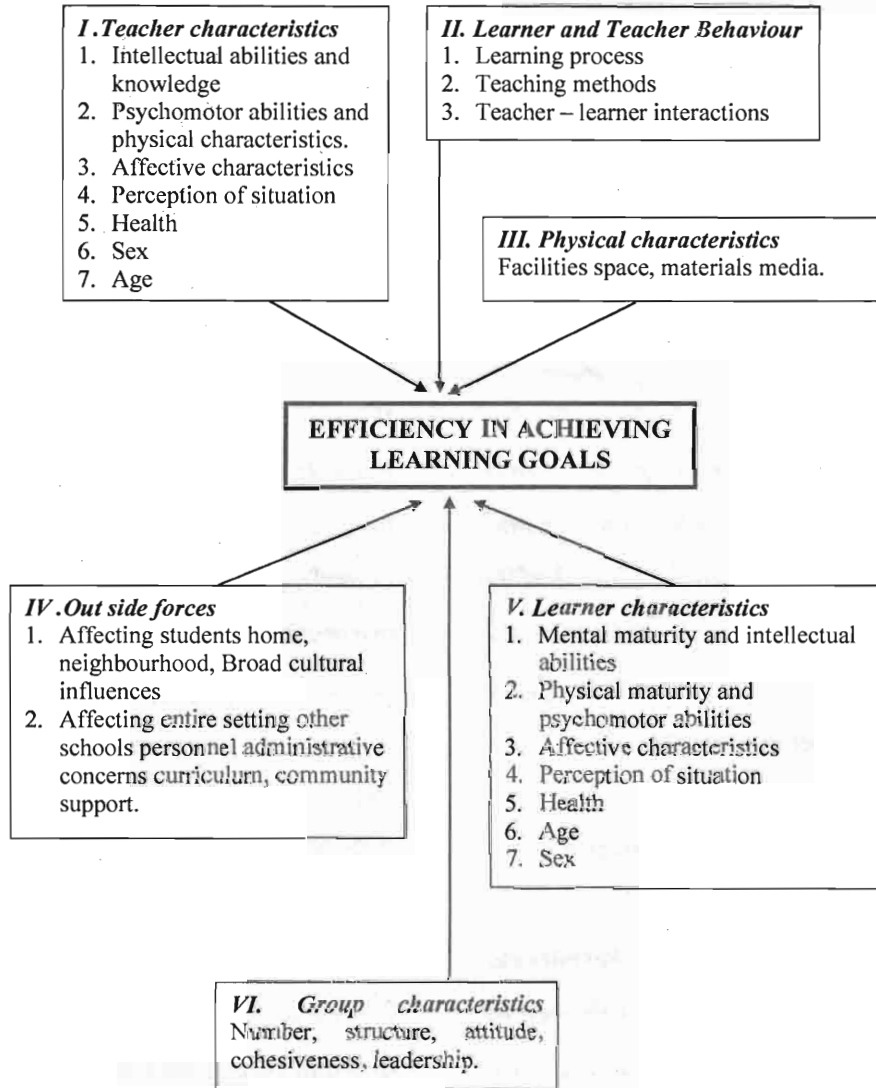 I .Teacher characteristics
1. Intellectual abilities and
knowledge
2. Psychomotor abilities and
physical characteristics.
3. Affective characteristics
4. Perception of situation
5. Health
6. Sex
7. Age
II. Learner and Teacher Behaviour
1. Learning process
2. Teaching methods
3. Teacher – learner interactions
III. Physical characteristics
Facilities space, materials media.
EFFICIENCY IN ACHIEVING
LEARNING GOALS
IV .Out side forces
1. Affecting students home,
neighbourhood, Broad cultural
influences
2. Affecting entire setting other
schools personnel administrative
concerns curriculum, community
support.
V. Learner characteristics
1. Mental maturity and intellectual
abilities
2. Physical maturity and
psychomotor abilities
3. Affective characteristics
4. Perception of situation
5. Health
6. Age
7. Sex
VI. Group characteristics
Number, structure, attitude,
cohesiveness, leadership.